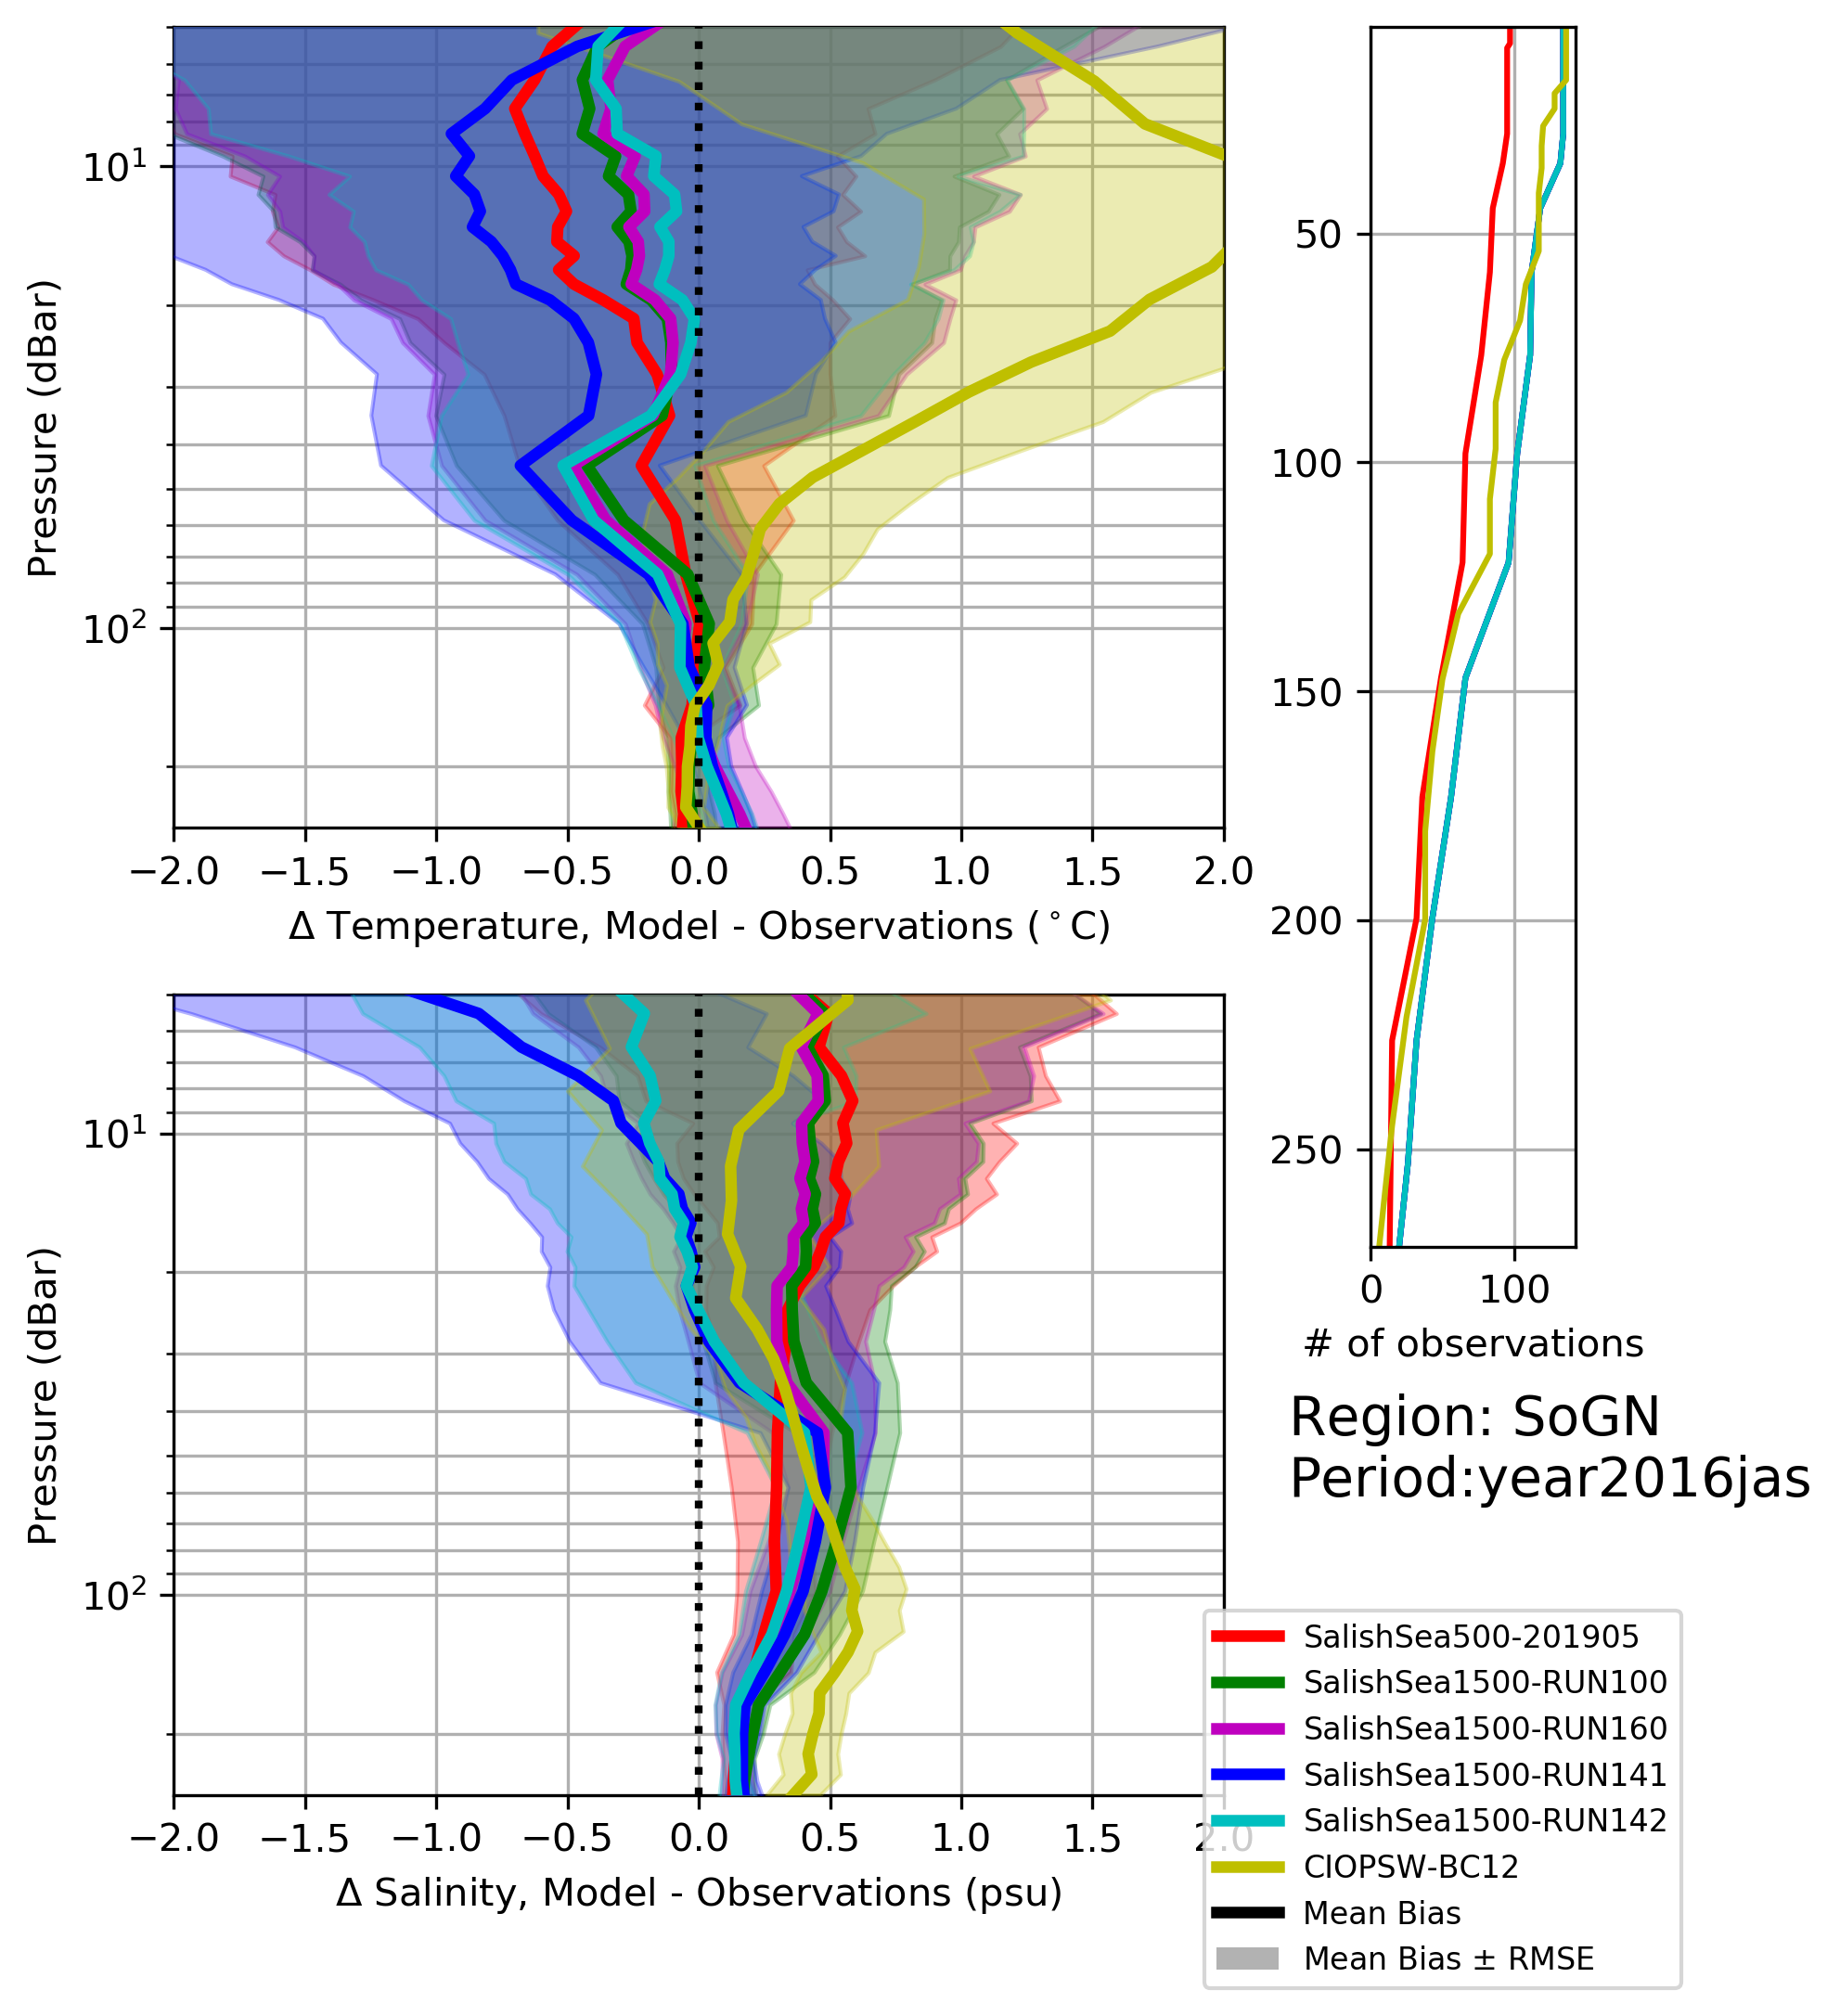 10¹
10²
Pressure (dBar)
−2.0 −1.5 −1.0 −0.5 0.0 0.5 1.0 1.5 2.0
Δ Temperature, Model - Observations (°C)
50
100
150
200
250
0 100
# of observations
Region: SoGN
Period:year2016jas
10¹
10²
Pressure (dBar)
−2.0 −1.5 −1.0 −0.5 0.0 0.5 1.0 1.5 2.0
Δ Salinity, Model - Observations (psu)
SalishSea500-201905
SalishSea1500-RUN100
SalishSea1500-RUN160
SalishSea1500-RUN141
SalishSea1500-RUN142
CIOPSW-BC12
Mean Bias
Mean Bias ± RMSE